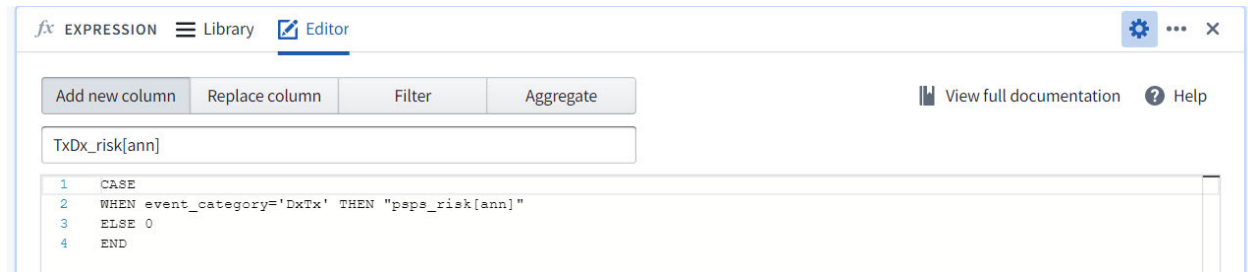 fx EXPRESSION Library Editor
Add new column Replace column Filter Aggregate View full documentation Help
TxDx_risk[ann]
1 CASE
2 WHEN event_category='DxTx' THEN "psps_risk[ann]"
3 ELSE 0
4 END